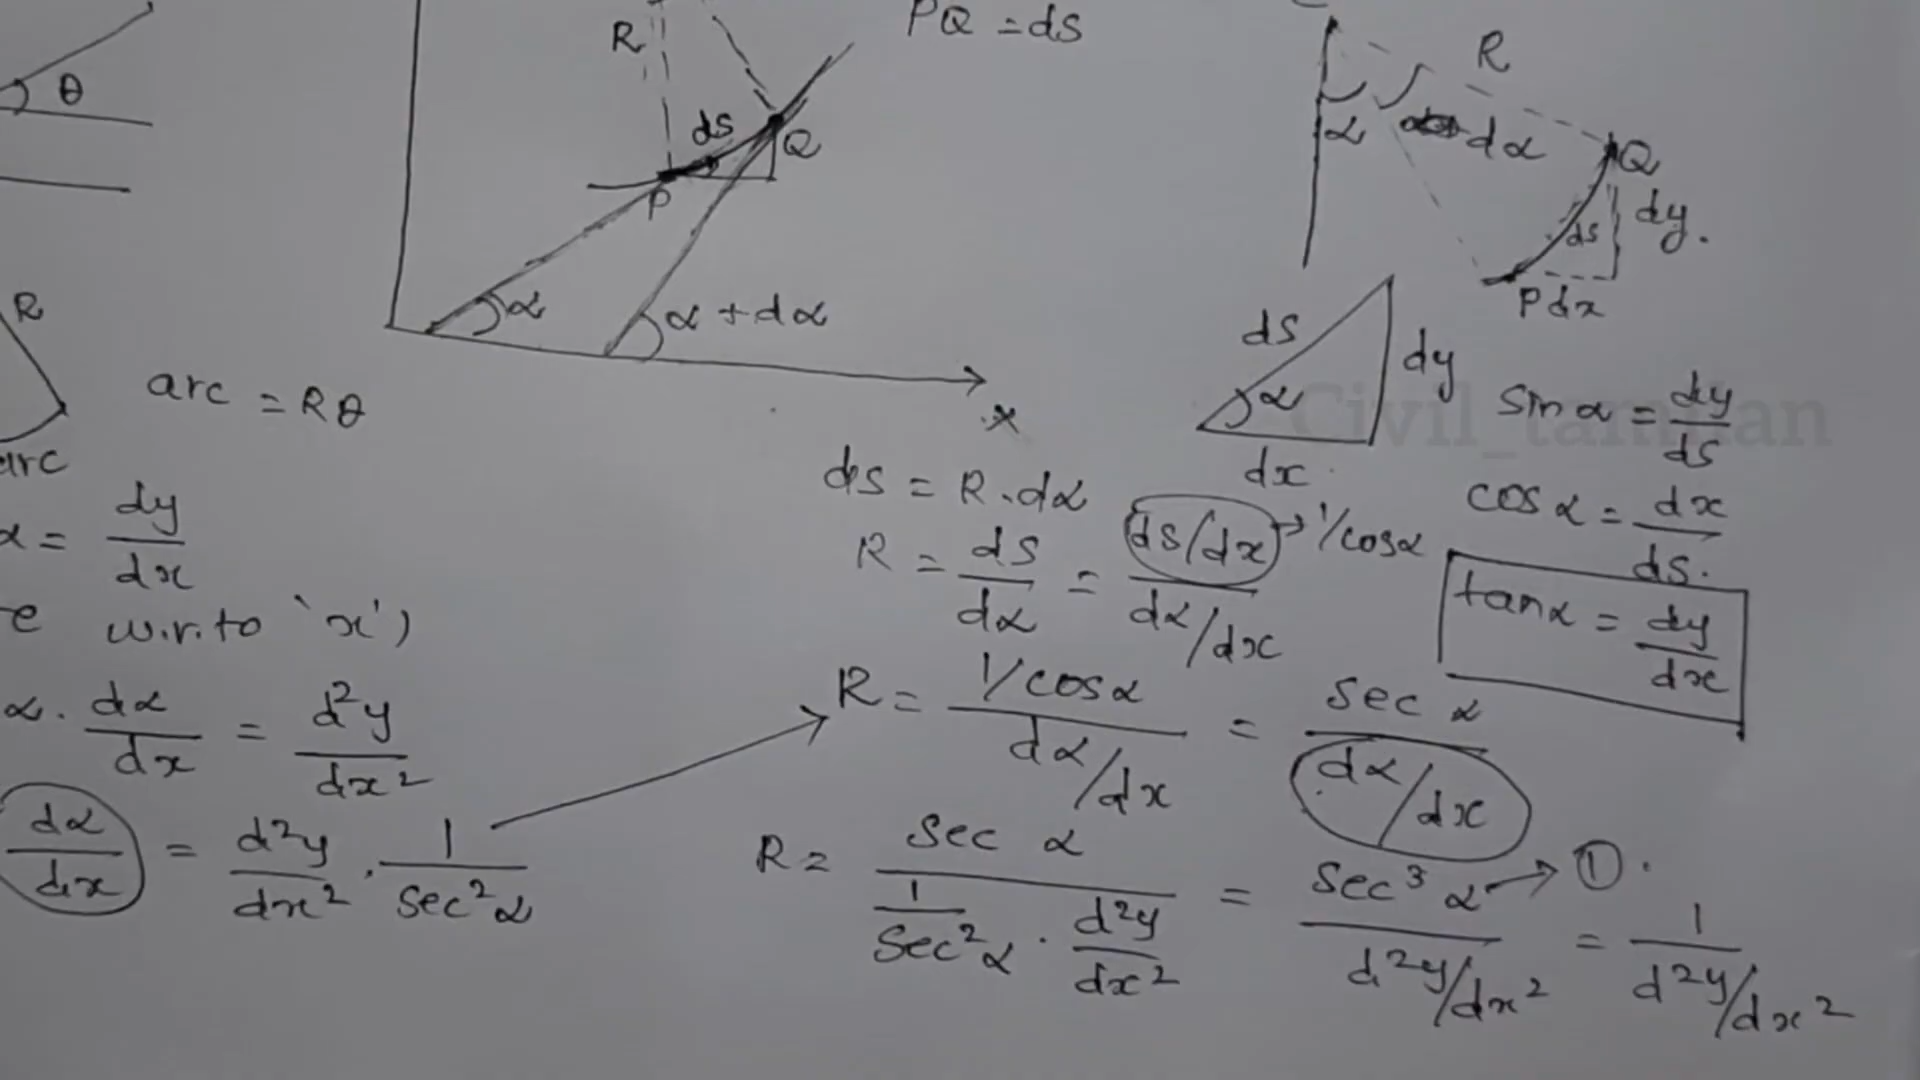 θ
R
PQ = ds
ds
Q
P
α
α + dα
x
R
α
dα
Q
dy.
ds
P dx
R
arc = Rθ
arc
α = dy/dx
w.r.to 'x')
α. dα/dx = d²y/dx²
dα/dx = d²y/dx² . 1/sec²α
ds
dy
α
dx
sin α = dy/ds
cos α = dx/ds.
tan α = dy/dx
ds = R.dα
R = ds/dα = (ds/dx)/(dα/dx) → 1/cosα
R = (1/cosα)/(dα/dx) = sec α/(dα/dx)
R = sec α/(1/sec²α . d²y/dx²) = sec³α/(d²y/dx²) → ①. = 1/(d²y/dx²)